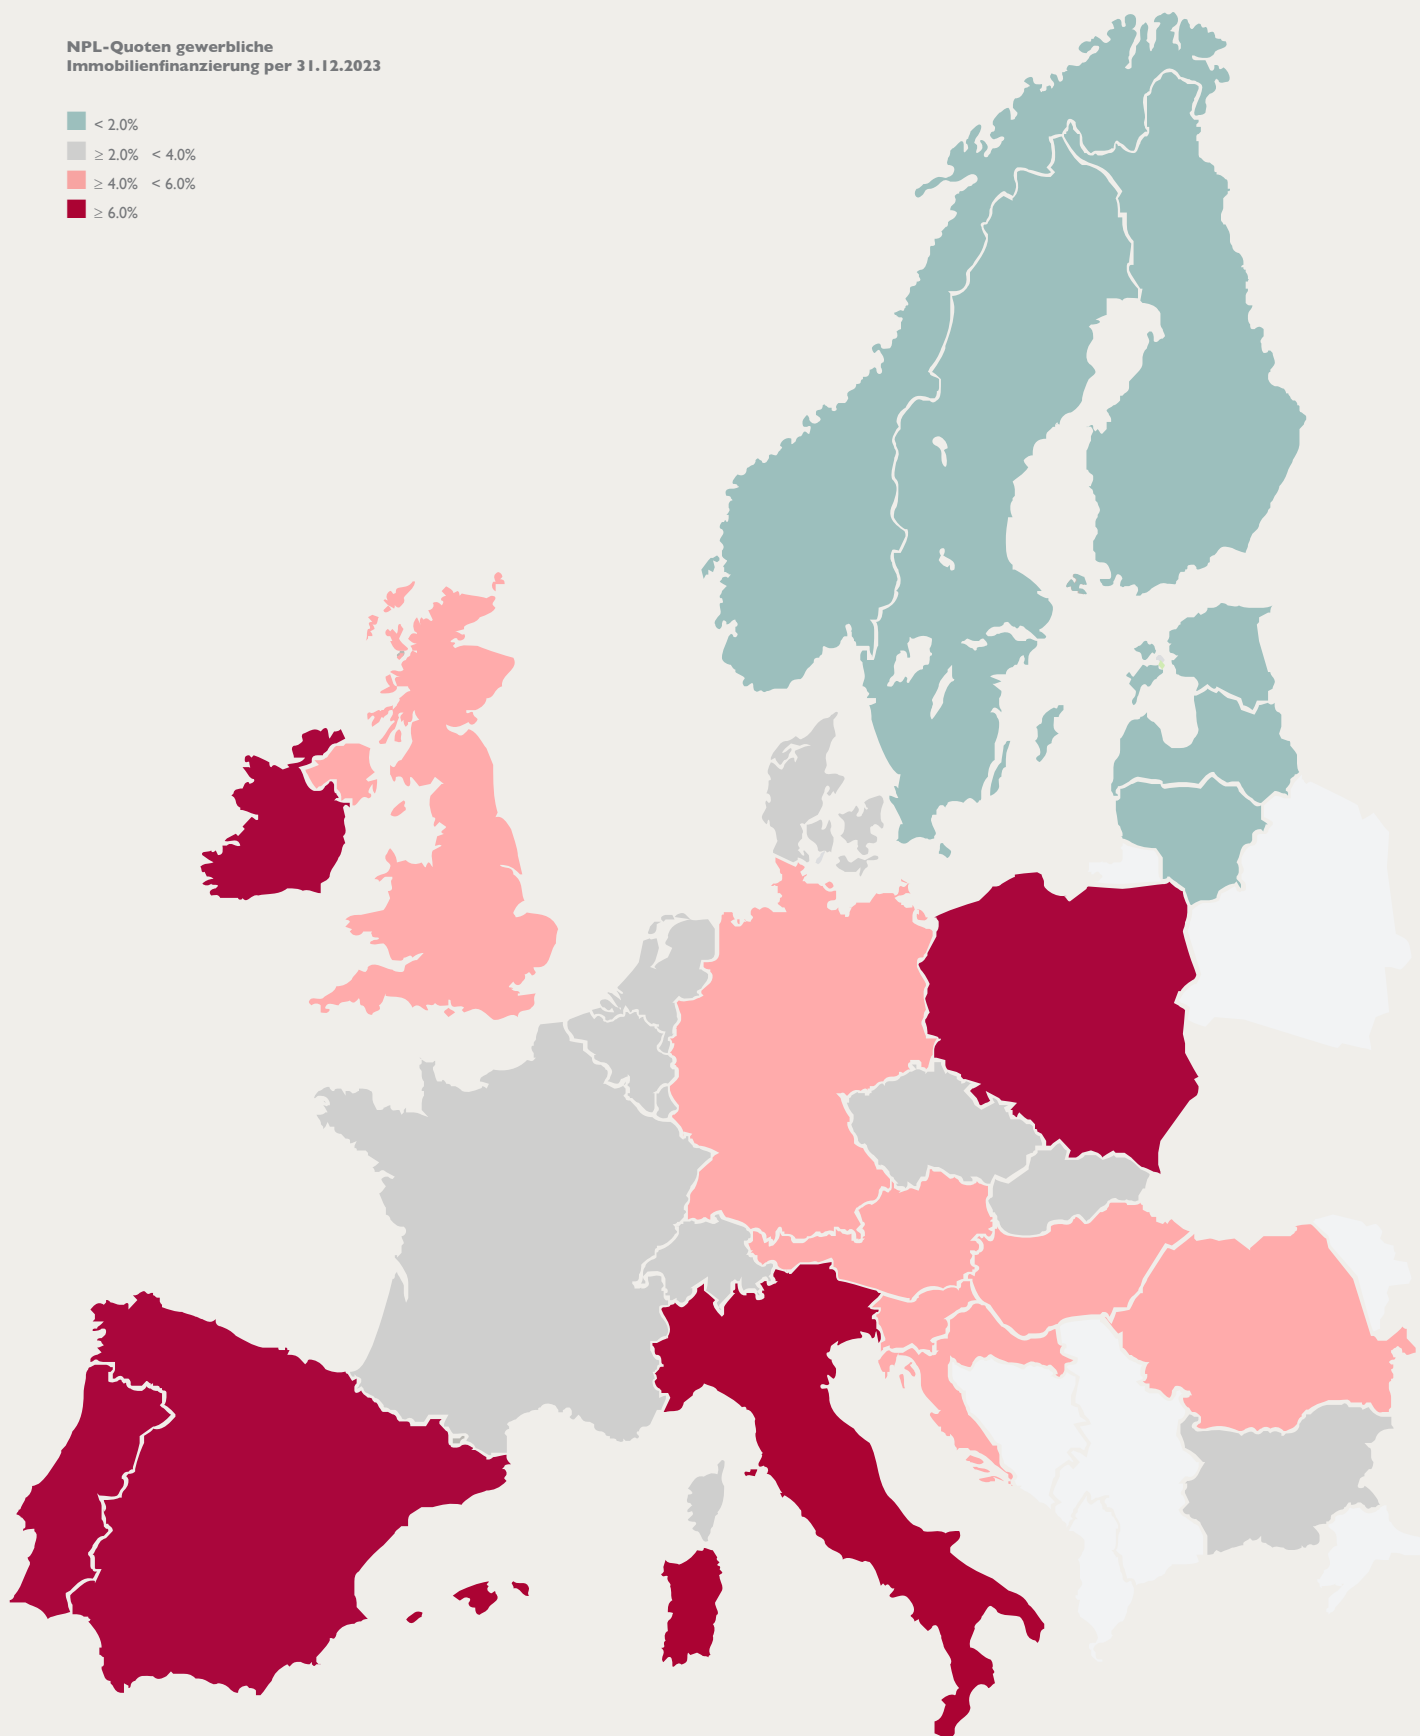 NPL-Quoten gewerbliche
Immobilienfinanzierung per 31.12.2023
< 2.0%
≥ 2.0% < 4.0%
≥ 4.0% < 6.0%
≥ 6.0%